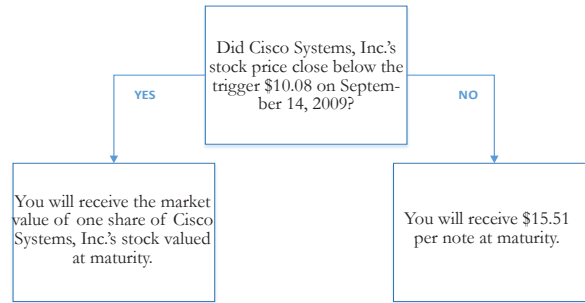 Did Cisco Systems, Inc.'s
stock price close below the
trigger $10.08 on Septem-
ber 14, 2009?
YES
NO
You will receive the market
value of one share of Cisco
Systems, Inc.'s stock valued
at maturity.
You will receive $15.51
per note at maturity.